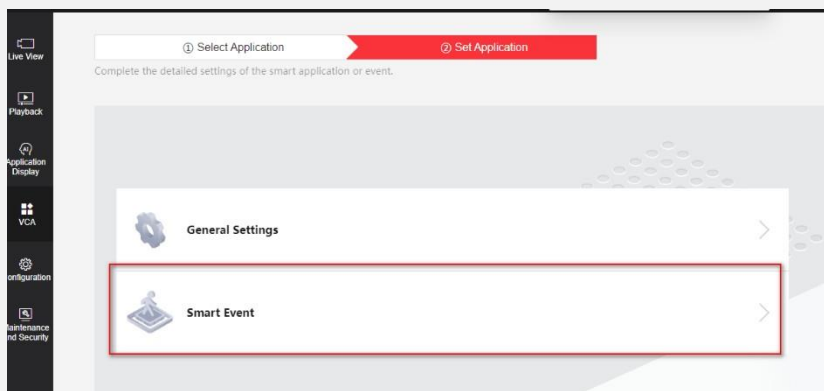 Live View
Playback
Application
Display
VCA
onfiguration
laintenance
nd Security
① Select Application
② Set Application
Complete the detailed settings of the smart application or event.
General Settings
Smart Event